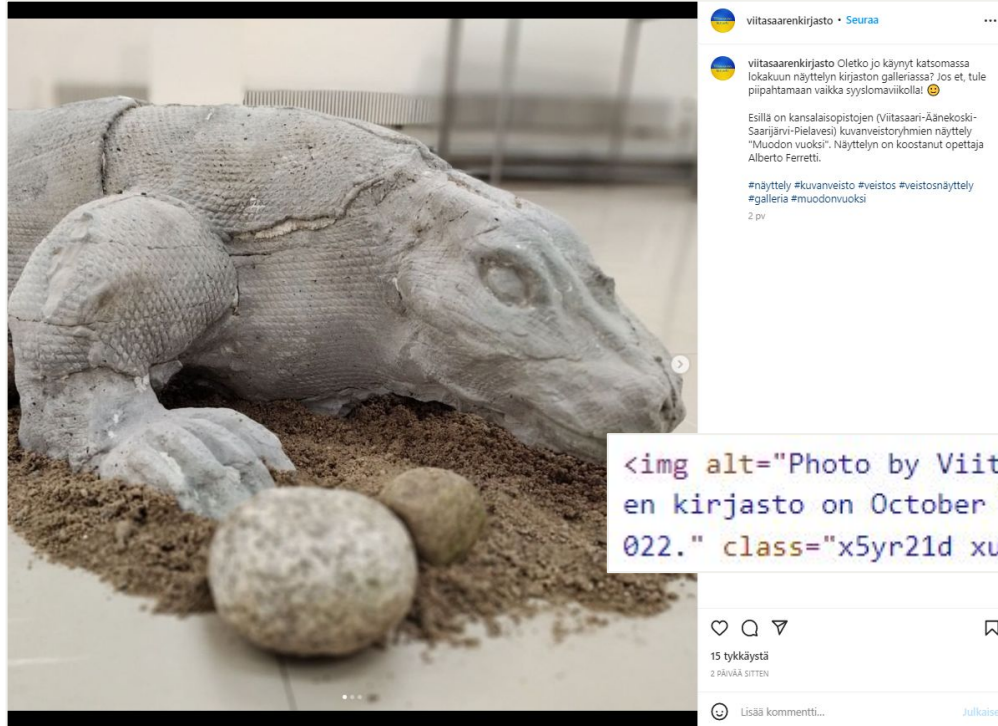 viitasaarenkirjasto • Seuraa
viitasaarenkirjasto Oletko jo käynyt katsomassa
lokakuun näyttelyn kirjaston galleriassa? Jos et, tule
piipahtamaan vaikka syyslomaviikolla! 🙂
Esillä on kansalaisopistojen (Viitasaari-Äänekoski-
Saarijärvi-Pielavesi) kuvanveistoryhmien näyttely
"Muodon vuoksi". Näyttelyn on koostanut opettaja
Alberto Ferretti.
#näyttely #kuvanveisto #veistos #veistosnäyttely
#galleria #muodonvuoksi
2 pv
<img alt="Photo by Viit
en kirjasto on October
022." class="x5yr21d xu
15 tykkäystä
2 PÄIVÄÄ SITTEN
Lisää kommentti... Julkaise